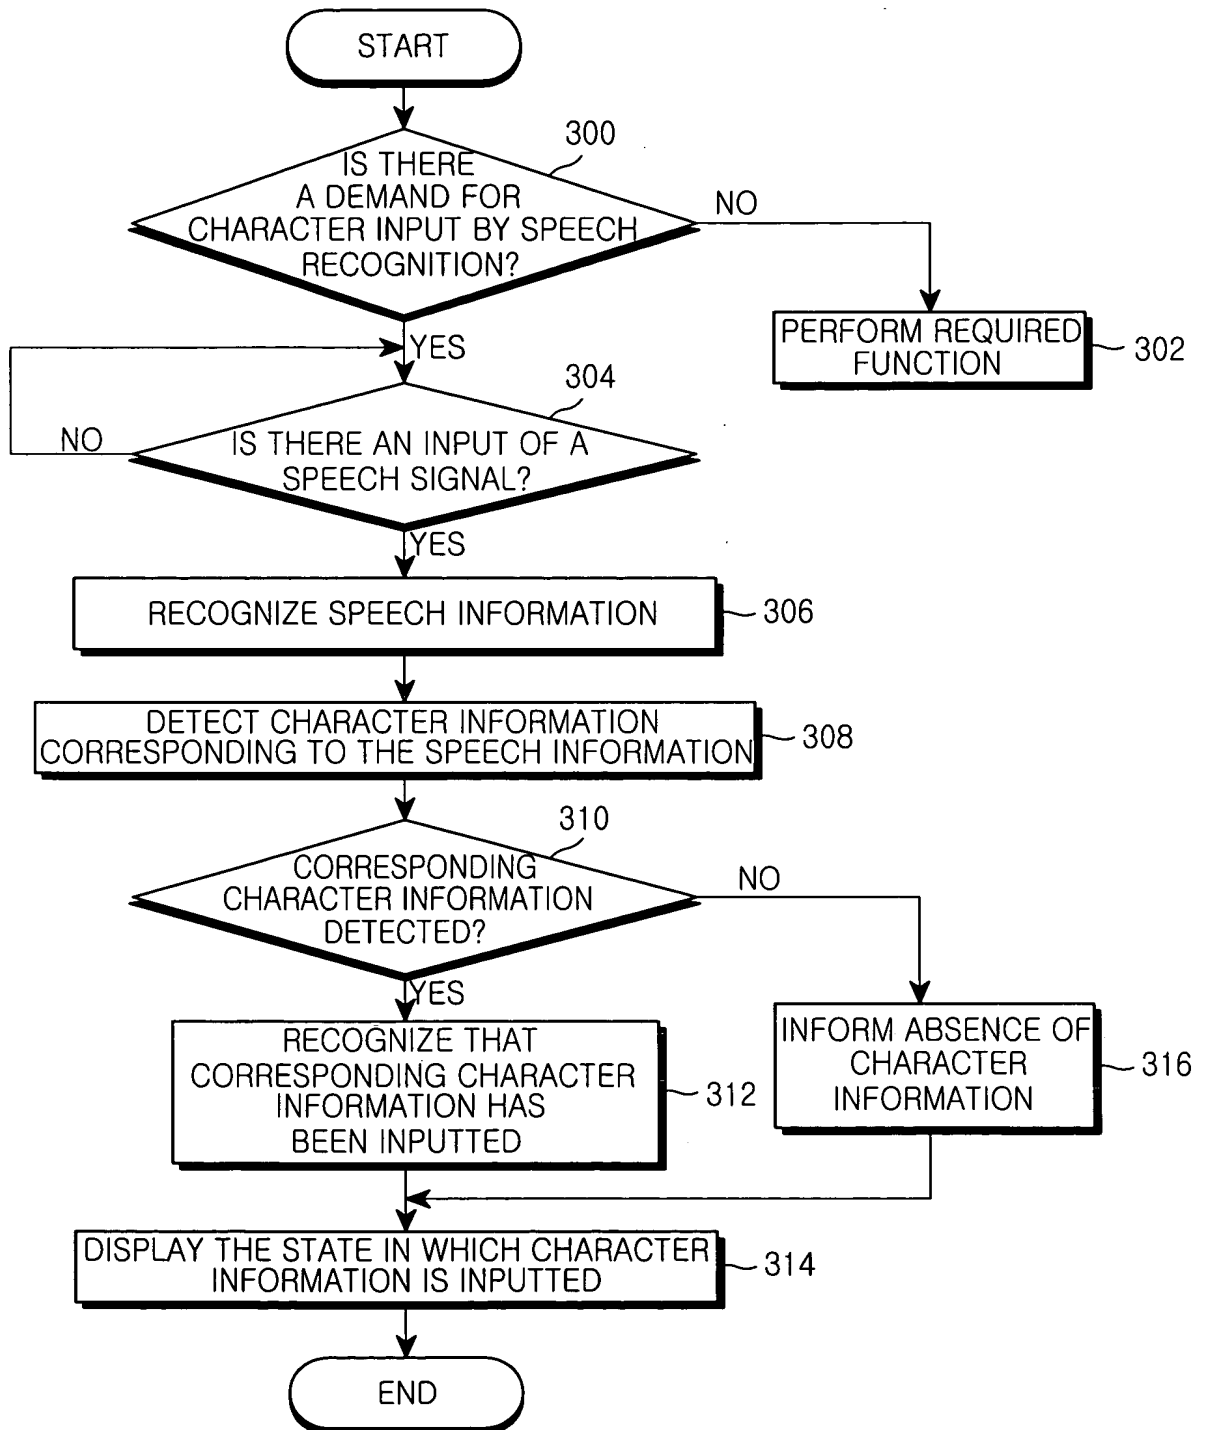 START
300
IS THERE
A DEMAND FOR
CHARACTER INPUT BY SPEECH
RECOGNITION?
NO
PERFORM REQUIRED
FUNCTION
302
YES
304
NO
IS THERE AN INPUT OF A
SPEECH SIGNAL?
YES
RECOGNIZE SPEECH INFORMATION
306
DETECT CHARACTER INFORMATION
CORRESPONDING TO THE SPEECH INFORMATION
308
310
CORRESPONDING
CHARACTER INFORMATION
DETECTED?
NO
YES
RECOGNIZE THAT
CORRESPONDING CHARACTER
INFORMATION HAS
BEEN INPUTTED
312
INFORM ABSENCE OF
CHARACTER
INFORMATION
316
DISPLAY THE STATE IN WHICH CHARACTER
INFORMATION IS INPUTTED
314
END